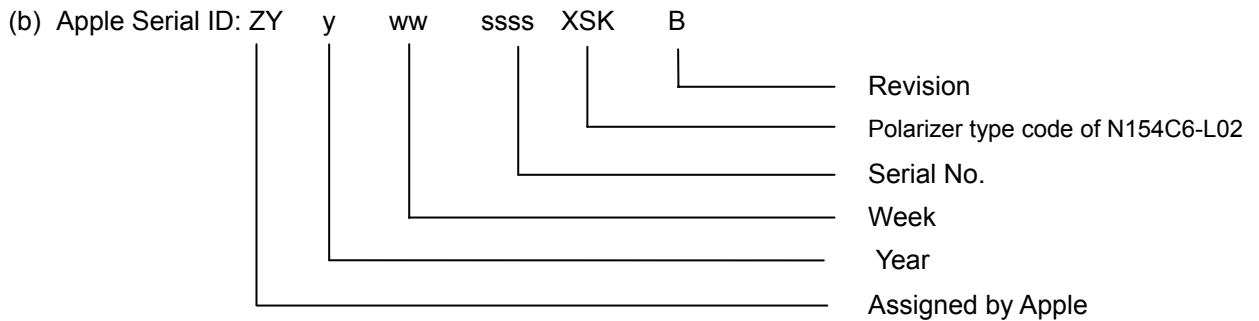 (b) Apple Serial ID: ZY y ww ssss XSK B
Revision
Polarizer type code of N154C6-L02
Serial No.
Week
Year
Assigned by Apple